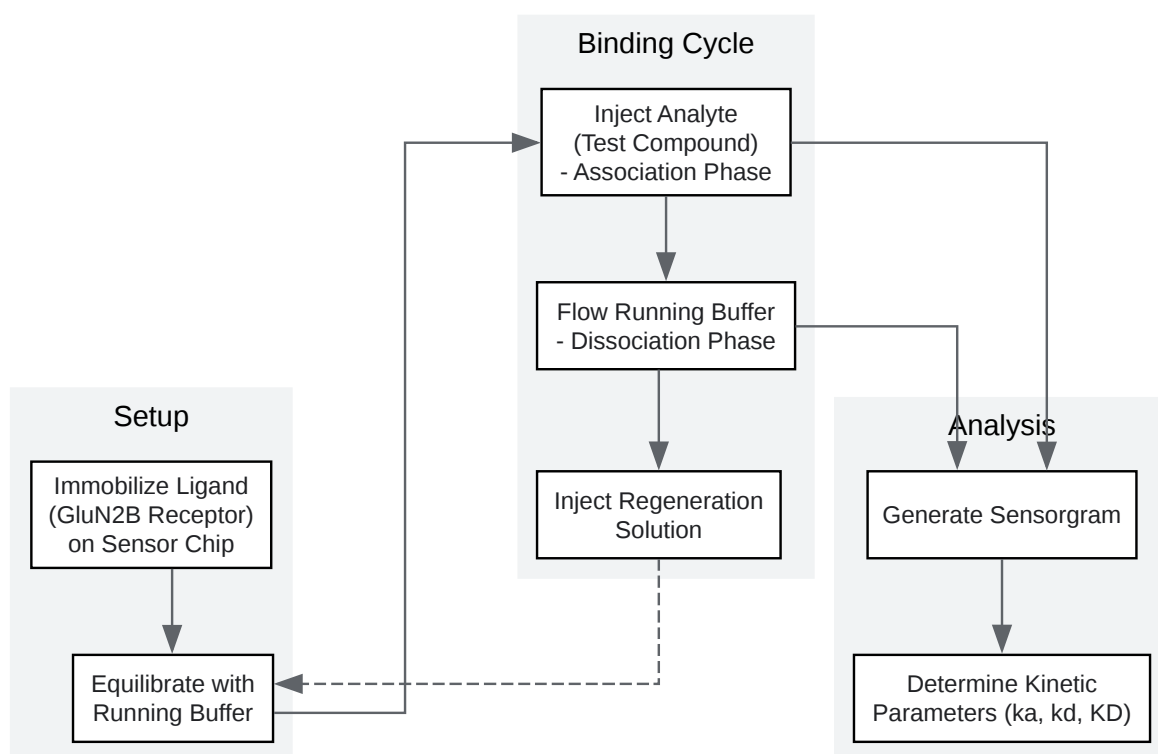 Setup
Immobilize Ligand
(GluN2B Receptor)
on Sensor Chip
Equilibrate with
Running Buffer
Binding Cycle
Inject Analyte
(Test Compound)
- Association Phase
Flow Running Buffer
- Dissociation Phase
Inject Regeneration
Solution
Analysis
Generate Sensorgram
Determine Kinetic
Parameters (ka, kd, KD)